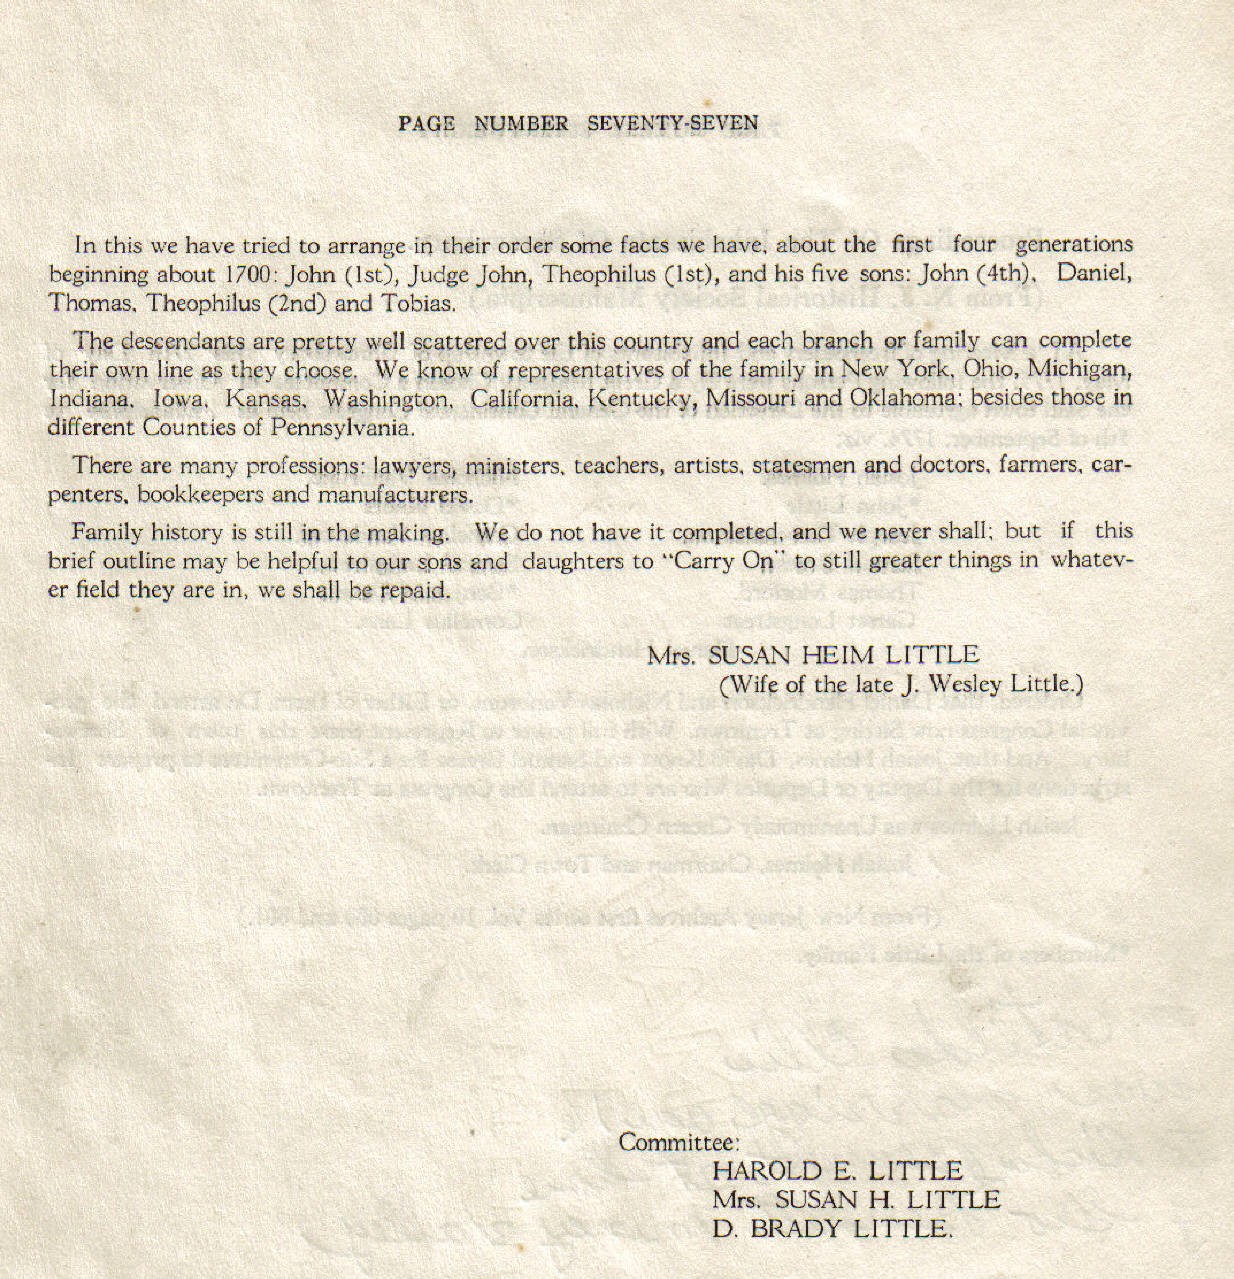 PAGE NUMBER SEVENTY-SEVEN
In this we have tried to arrange in their order some facts we have, about the first four generations
beginning about 1700: John (1st), Judge John, Theophilus (1st), and his five sons: John (4th), Daniel,
Thomas, Theophilus (2nd) and Tobias.
The descendants are pretty well scattered over this country and each branch or family can complete
their own line as they choose. We know of representatives of the family in New York, Ohio, Michigan,
Indiana, Iowa, Kansas, Washington, California, Kentucky, Missouri and Oklahoma; besides those in
different Counties of Pennsylvania.
There are many professions: lawyers, ministers, teachers, artists, statesmen and doctors, farmers, car-
penters, bookkeepers and manufacturers.
Family history is still in the making. We do not have it completed, and we never shall; but if this
brief outline may be helpful to our sons and daughters to "Carry On" to still greater things in whatev-
er field they are in, we shall be repaid.
Mrs. SUSAN HEIM LITTLE
(Wife of the late J. Wesley Little.)
Committee:
HAROLD E. LITTLE
Mrs. SUSAN H. LITTLE
D. BRADY LITTLE.